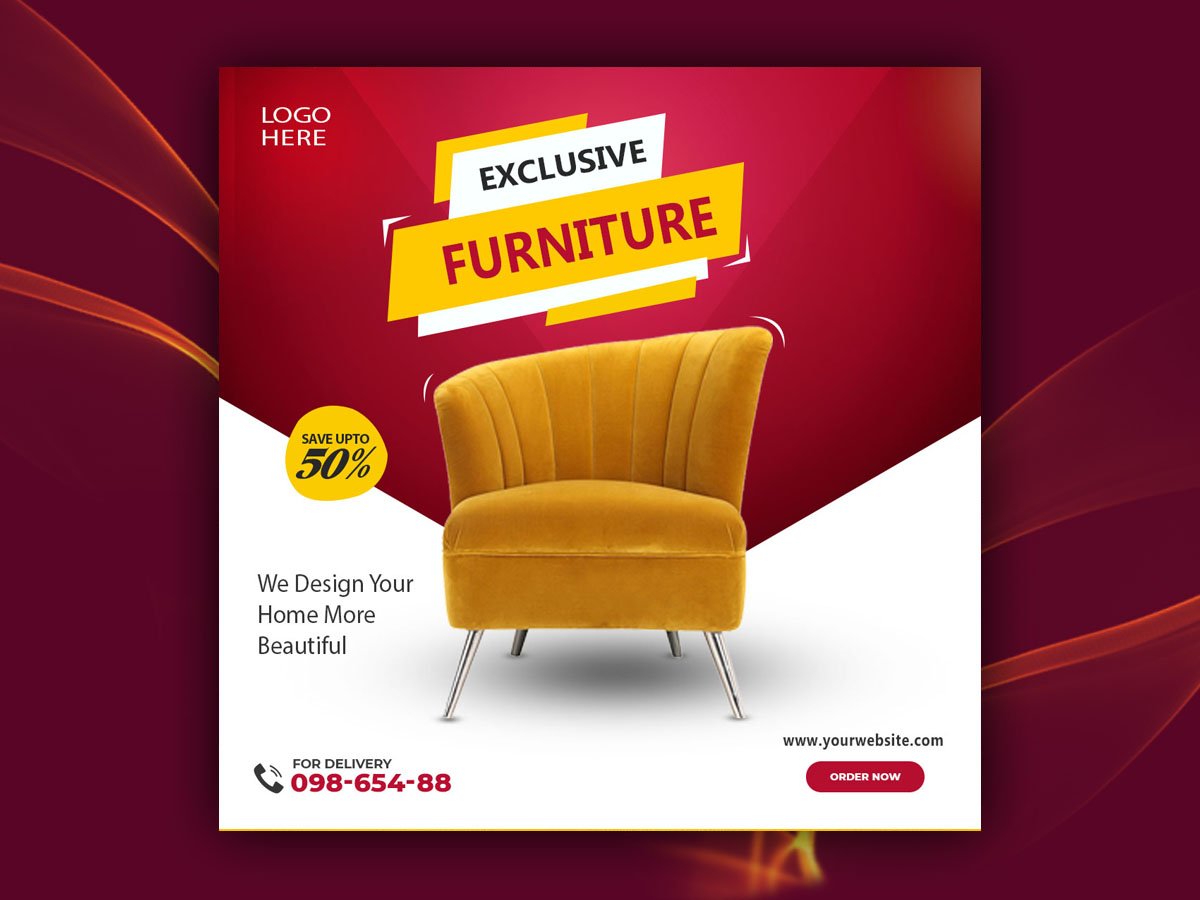 LOGO
HERE
EXCLUSIVE
FURNITURE
SAVE UPTO
50%
We Design Your
Home More
Beautiful
www.yourwebsite.com
FOR DELIVERY
098-654-88
ORDER NOW